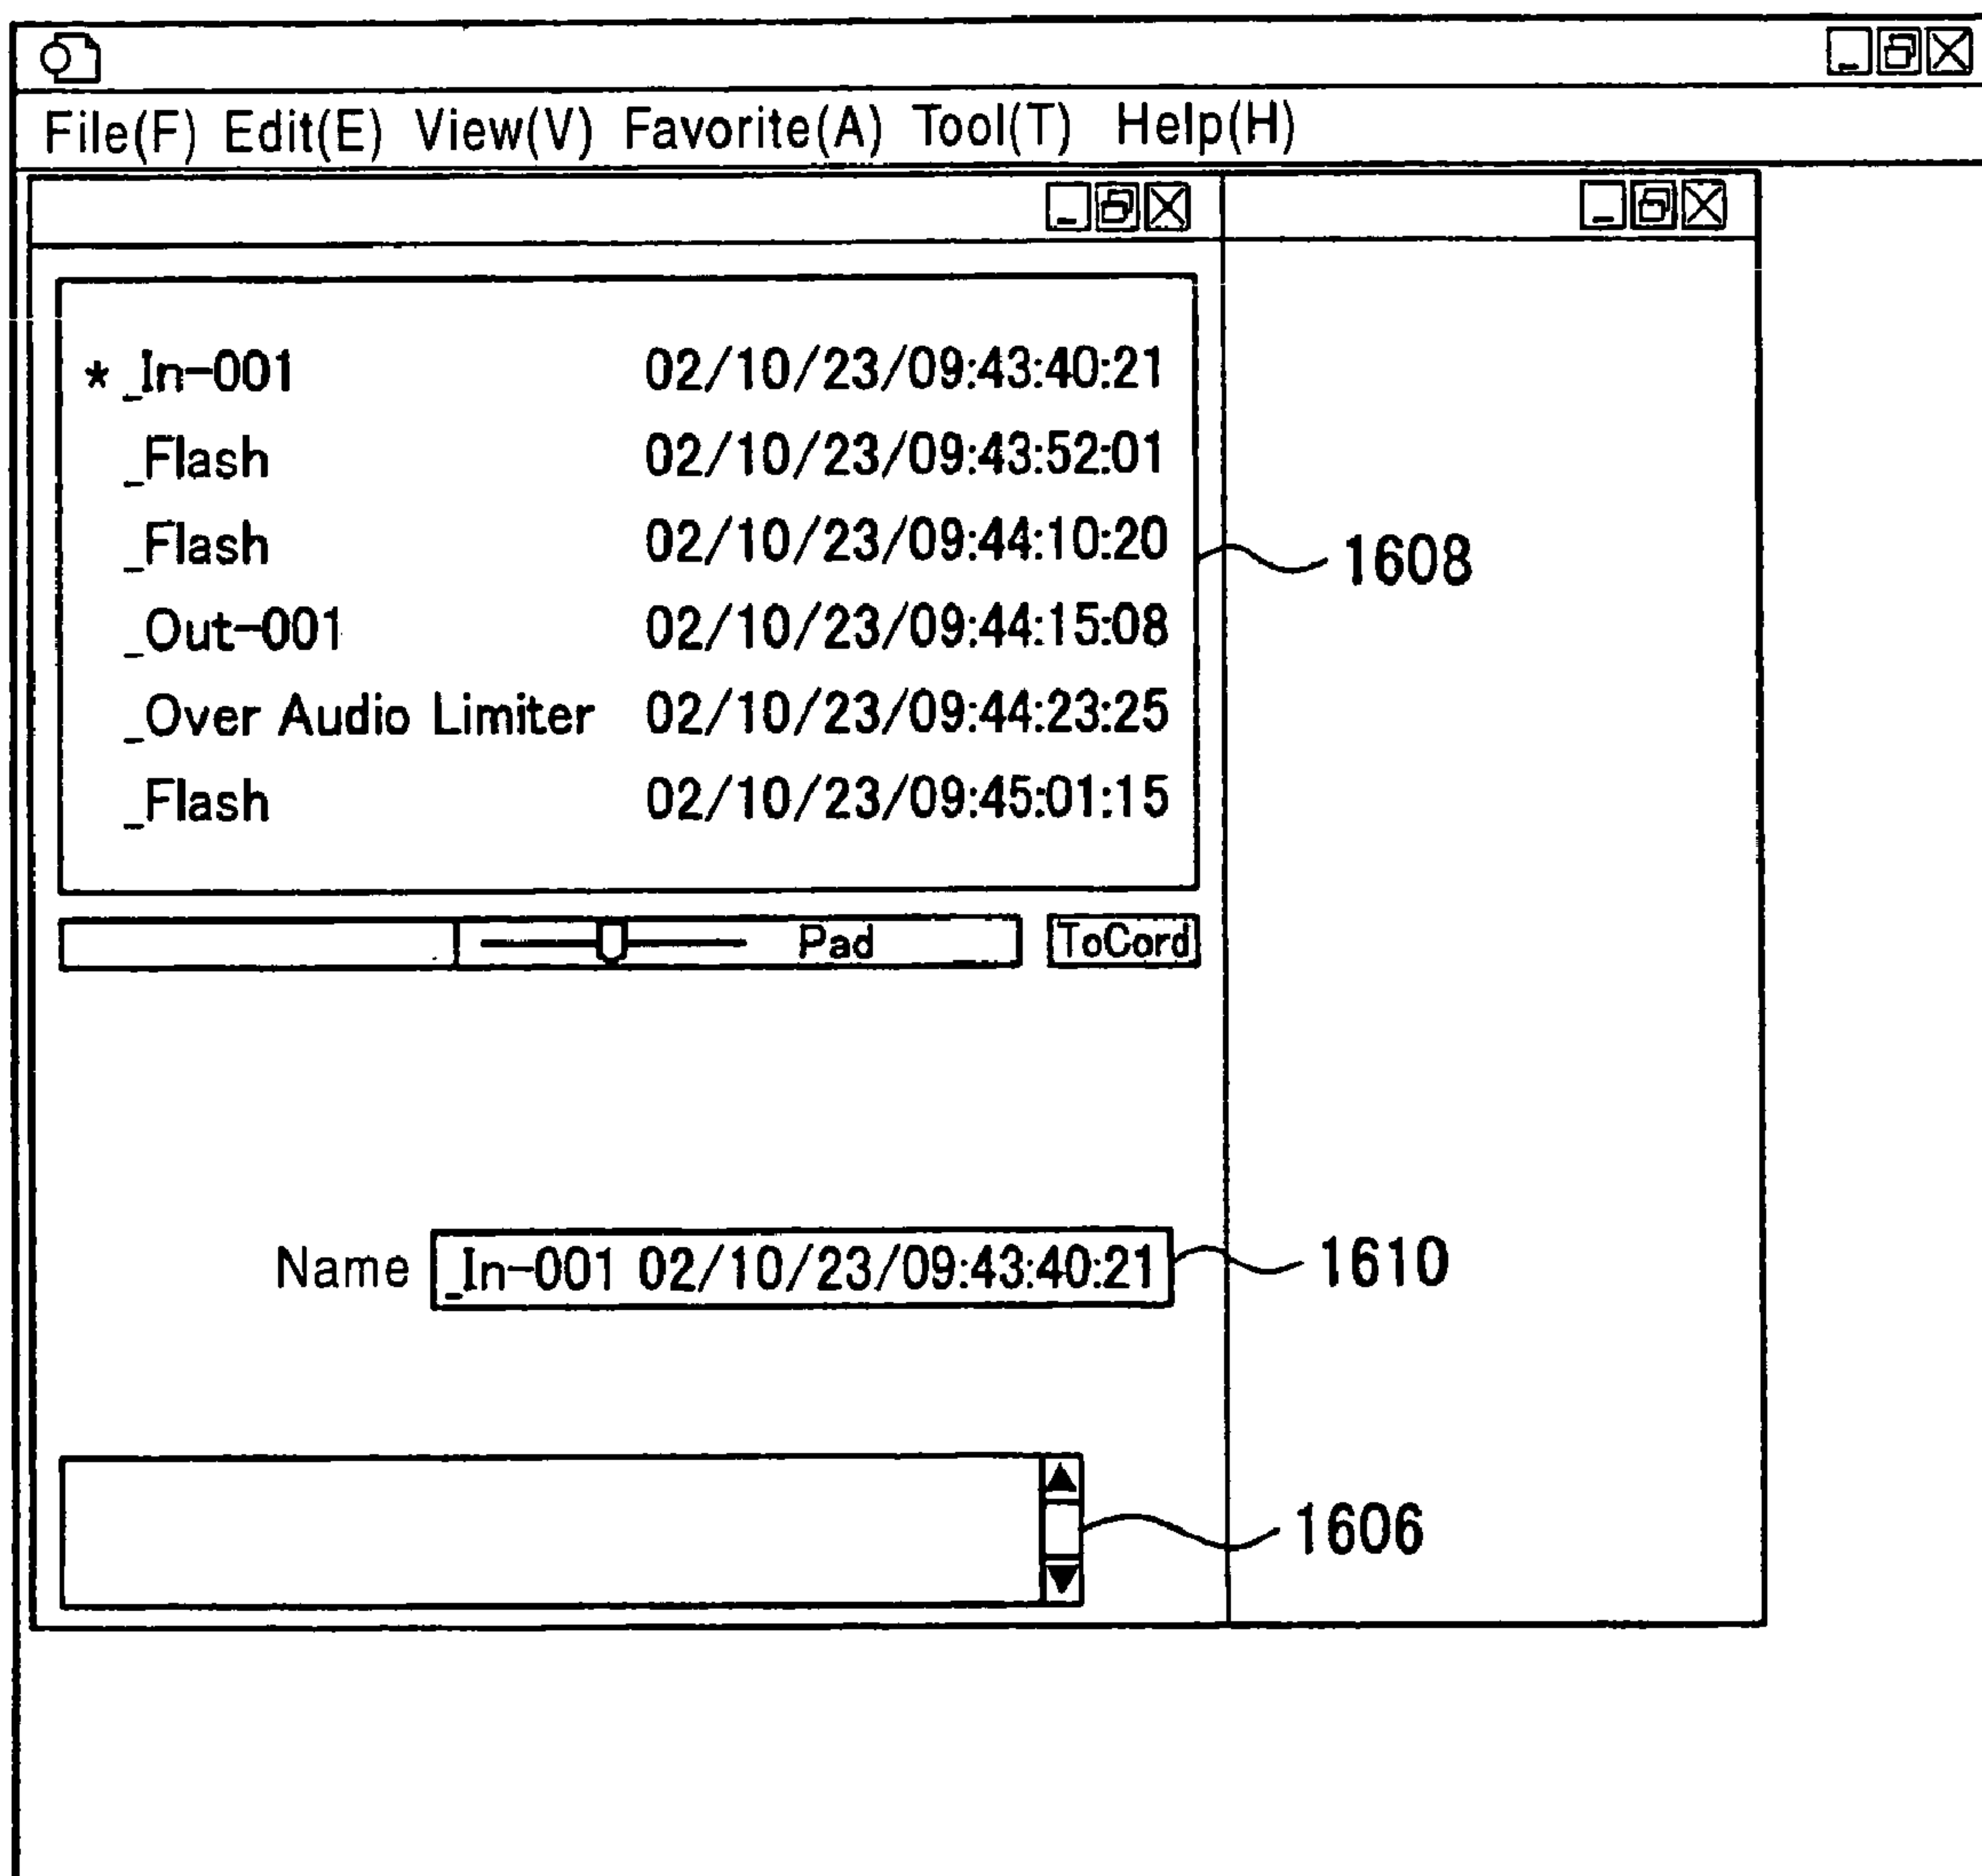 File(F) Edit(E) View(V) Favorite(A) Tool(T) Help(H)
* _In-001 02/10/23/09:43:40:21
_Flash 02/10/23/09:43:52:01
_Flash 02/10/23/09:44:10:20
1608
_Out-001 02/10/23/09:44:15:08
_Over Audio Limiter 02/10/23/09:44:23:25
_Flash 02/10/23/09:45:01:15
Pad ToCord
Name _In-001 02/10/23/09:43:40:21 1610
1606